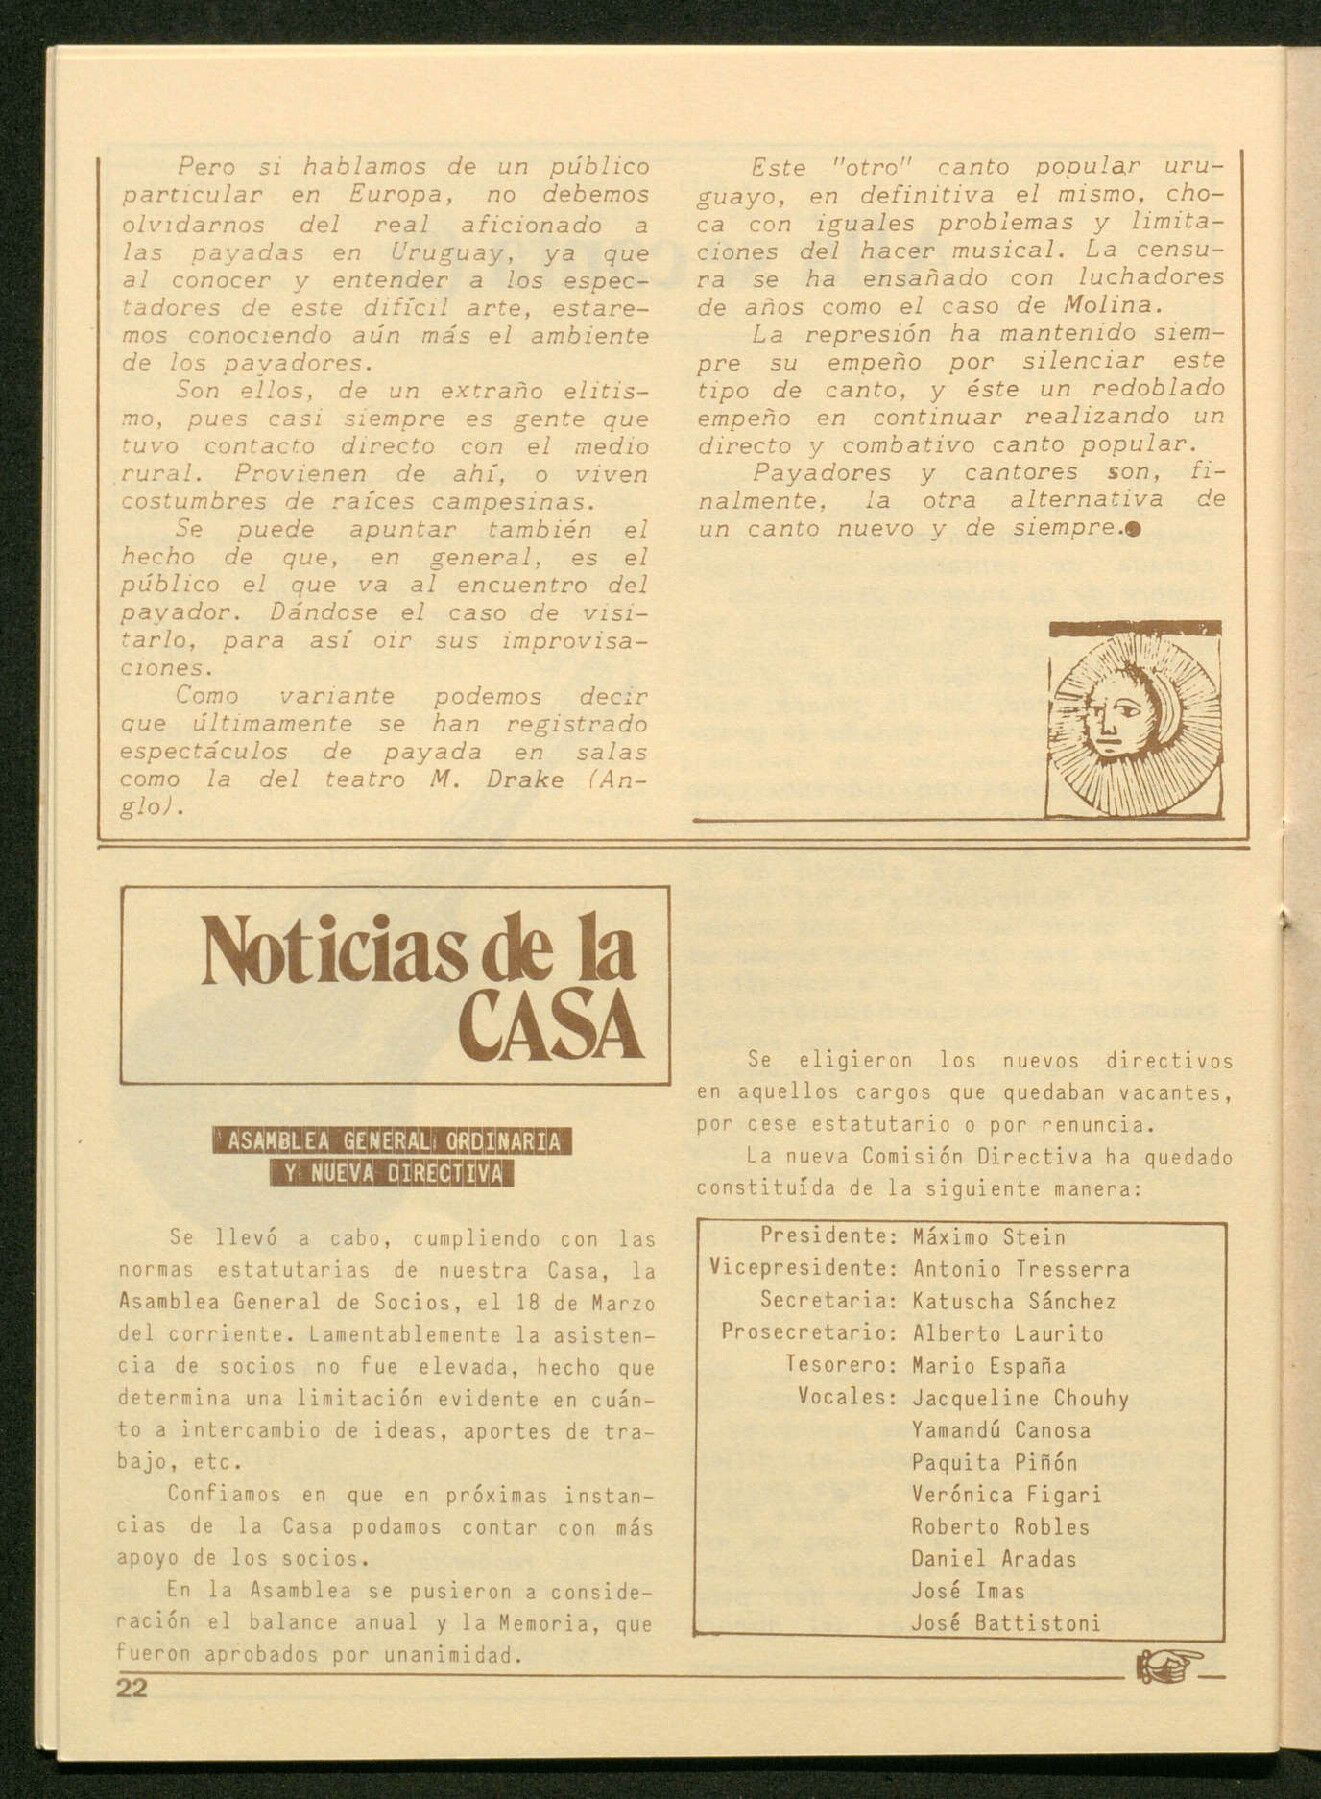 Pero si hablamos de un público
particular en Europa, no debemos
olvidarnos del real aficionado a
las payadas en Uruguay, ya que
al conocer y entender a los espec-
tadores de este difícil arte, estare-
mos conociendo aún más el ambiente
de los payadores.
Son ellos, de un extraño elitis-
mo, pues casi siempre es gente que
tuvo contacto directo con el medio
rural. Provienen de ahí, o viven
costumbres de raíces campesinas.
Se puede apuntar también el
hecho de que, en general, es el
público el que va al encuentro del
payador. Dándose el caso de visi-
tarlo, para así oir sus improvisa-
ciones.
Como variante podemos decir
que últimamente se han registrado
espectáculos de payada en salas
como la del teatro M. Drake (An-
glo).
Este "otro" canto popular uru-
guayo, en definitiva el mismo, cho-
ca con iguales problemas y limita-
ciones del hacer musical. La censu-
ra se ha ensañado con luchadores
de años como el caso de Molina.
La represión ha mantenido siem-
pre su empeño por silenciar este
tipo de canto, y éste un redoblado
empeño en continuar realizando un
directo y combativo canto popular.
Payadores y cantores son, fi-
nalmente, la otra alternativa de
un canto nuevo y de siempre.●
Noticias de la
CASA
ASAMBLEA GENERAL ORDINARIA
Y NUEVA DIRECTIVA
Se llevó a cabo, cumpliendo con las
normas estatutarias de nuestra Casa, la
Asamblea General de Socios, el 18 de Marzo
del corriente. Lamentablemente la asisten-
cia de socios no fue elevada, hecho que
determina una limitación evidente en cuán-
to a intercambio de ideas, aportes de tra-
bajo, etc.
Confiamos en que en próximas instan-
cias de la Casa podamos contar con más
apoyo de los socios.
En la Asamblea se pusieron a conside-
ración el balance anual y la Memoria, que
fueron aprobados por unanimidad.
Se eligieron los nuevos directivos
en aquellos cargos que quedaban vacantes,
por cese estatutario o por renuncia.
La nueva Comisión Directiva ha quedado
constituída de la siguiente manera:
Presidente: Máximo Stein
Vicepresidente: Antonio Tresserra
Secretaria: Katuscha Sánchez
Prosecretario: Alberto Laurito
Tesorero: Mario España
Vocales: Jacqueline Chouhy
Yamandú Canosa
Paquita Piñón
Verónica Figari
Roberto Robles
Daniel Aradas
José Imas
José Battistoni
22